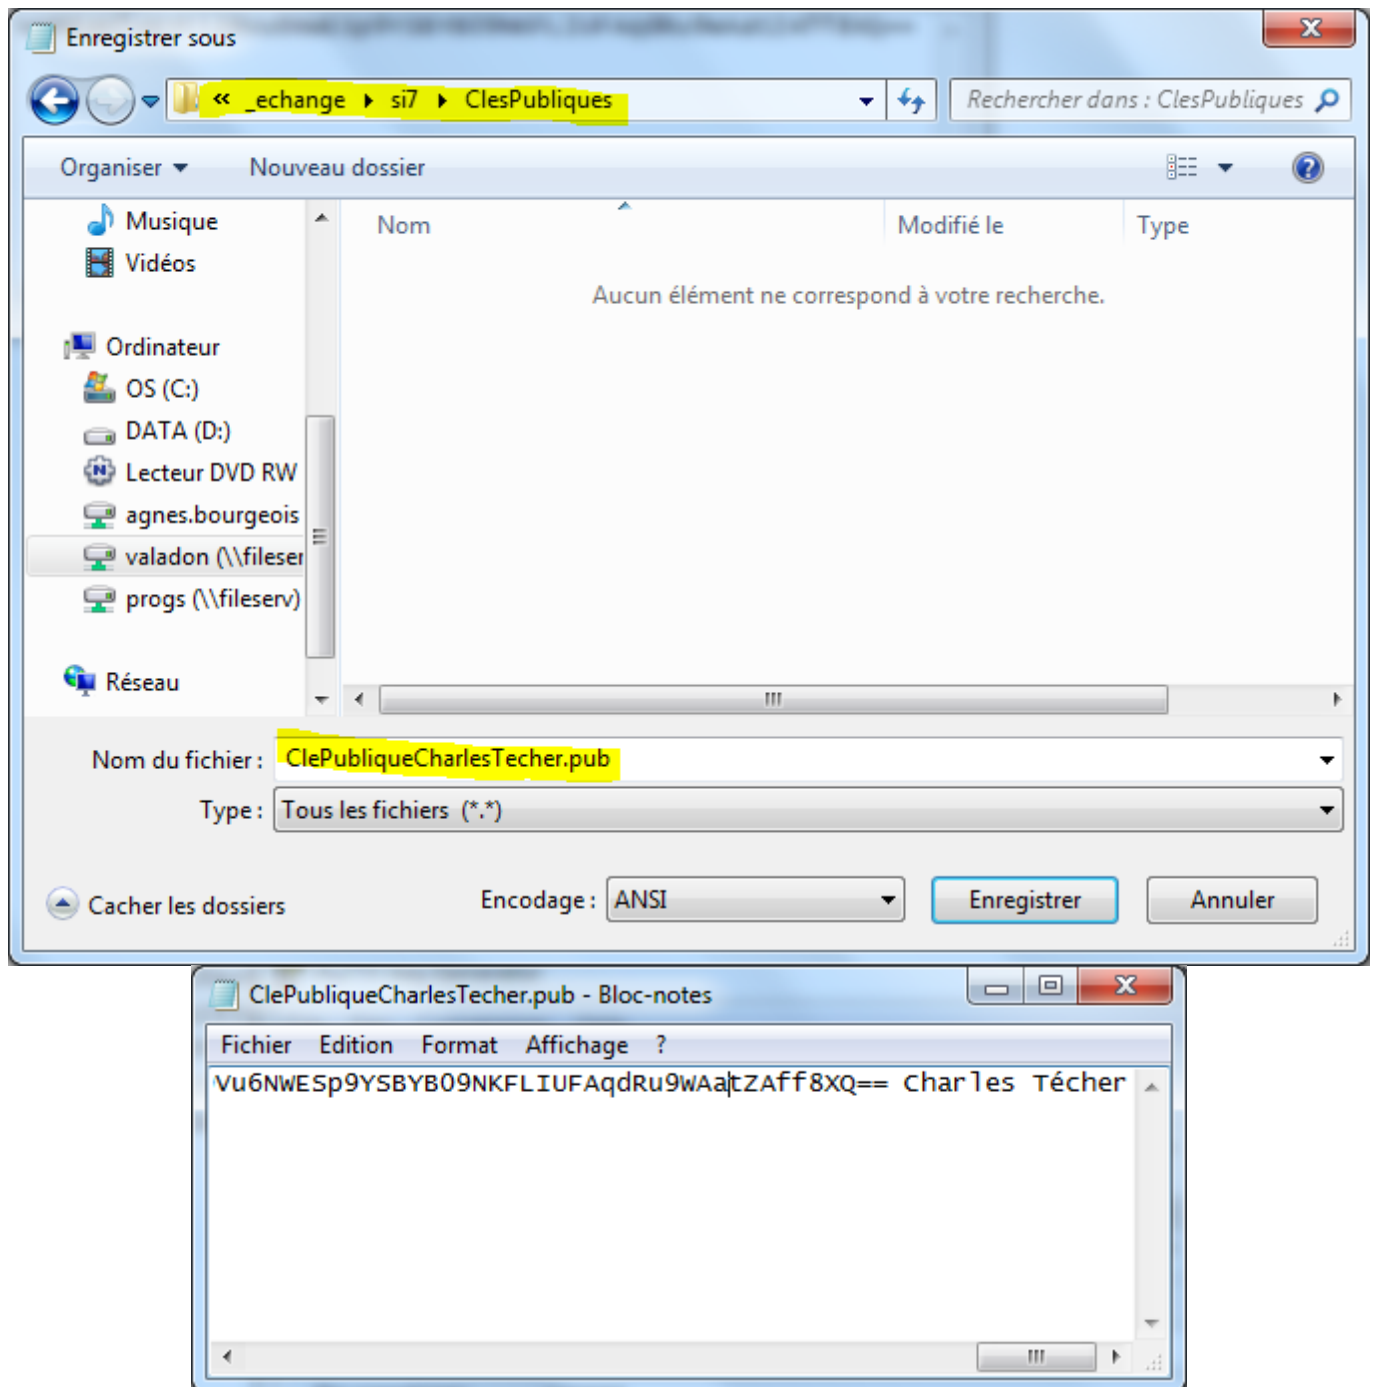 Enregistrer sous
« _echange ▸ si7 ▸ ClesPubliques
Rechercher dans : ClesPubliques
Organiser
Nouveau dossier
Musique
Vidéos
Ordinateur
OS (C:)
DATA (D:)
Lecteur DVD RW
agnes.bourgeois
valadon (\\fileser
progs (\\fileserv)
Réseau
Nom
Modifié le
Type
Aucun élément ne correspond à votre recherche.
Nom du fichier : ClePubliqueCharlesTecher.pub
Type : Tous les fichiers (*.*)
Cacher les dossiers
Encodage : ANSI
Enregistrer
Annuler
ClePubliqueCharlesTecher.pub - Bloc-notes
Fichier Edition Format Affichage ?
Vu6NWESp9YSBYBO9NKFLIUFAqdRu9WAatZAff8XQ== Charles Técher